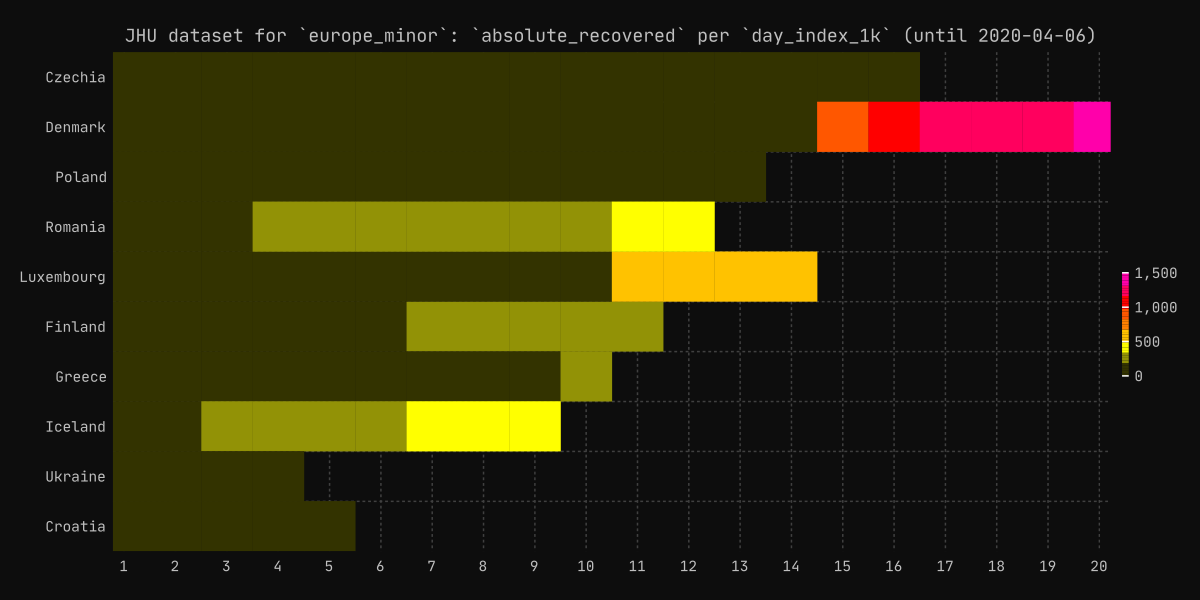 JHU dataset for `europe_minor`: `absolute_recovered` per `day_index_1k` (until 2020-04-06)
Czechia
Denmark
Poland
Romania
Luxembourg
Finland
Greece
Iceland
Ukraine
Croatia
1,500
1,000
500
0
1 2 3 4 5 6 7 8 9 10 11 12 13 14 15 16 17 18 19 20